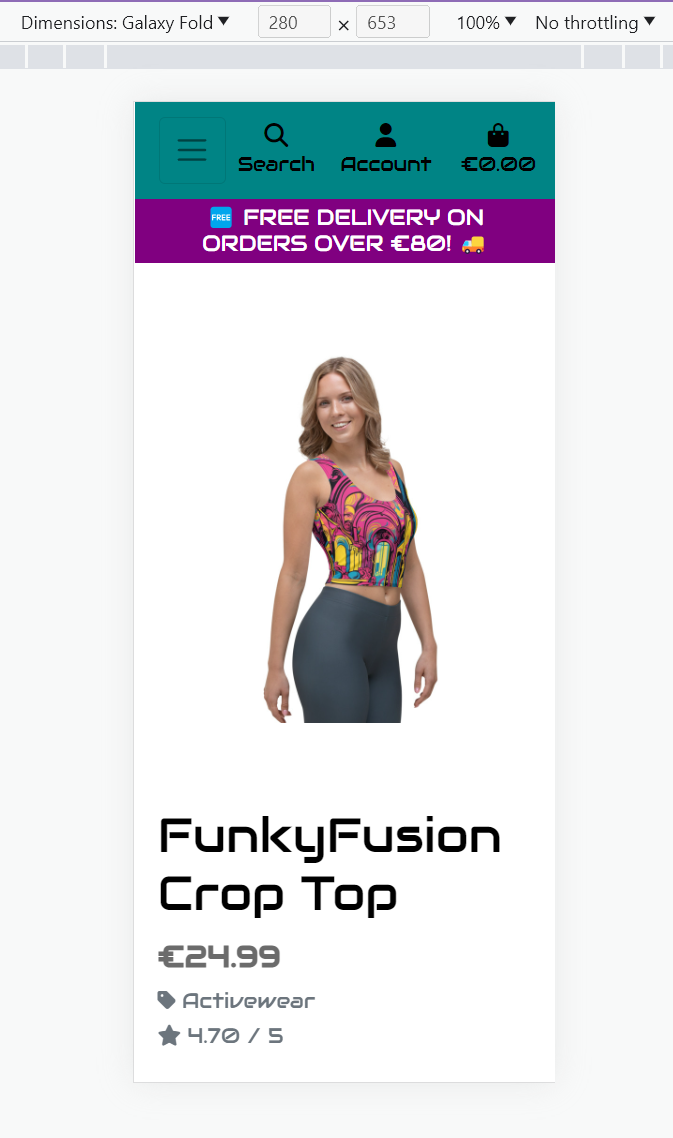 Dimensions: Galaxy Fold ▼ 280 × 653 100% ▼ No throttling ▼
Search Account €0.00
🆓 FREE DELIVERY ON
ORDERS OVER €80! 🚚
FunkyFusion
Crop Top
€24.99
Activewear
4.70 / 5